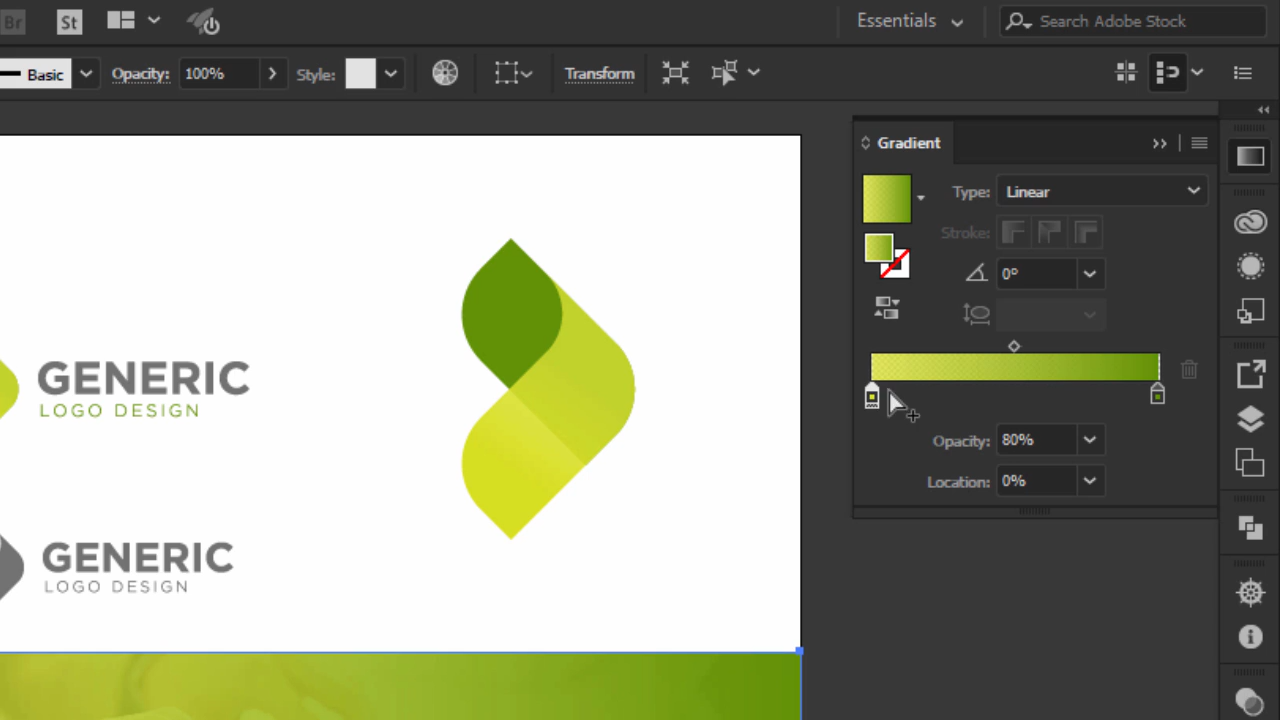 Br St Essentials Search Adobe Stock
Basic Opacity: 100% Style: Transform
Gradient
Type: Linear
Stroke:
0°
GENERIC
LOGO DESIGN
Opacity: 80%
Location: 0%
GENERIC
LOGO DESIGN